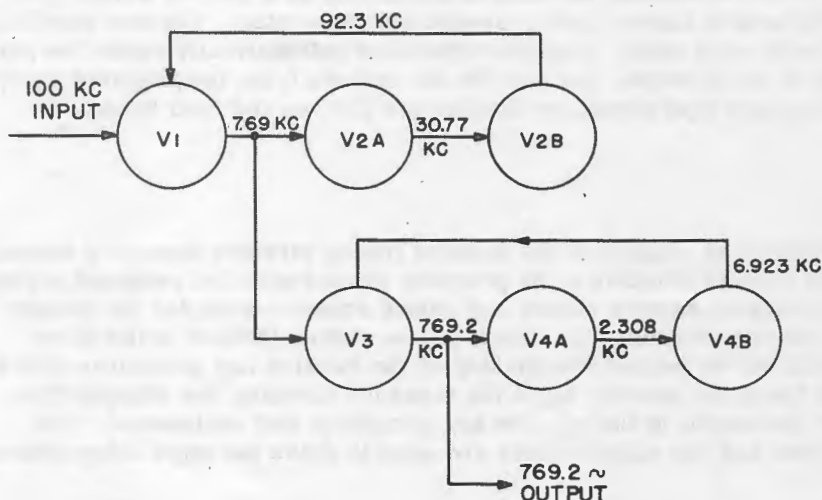 92.3 KC
100 KC
INPUT
V1
7.69 KC
V2A
30.77
KC
V2B
6.923 KC
V3
769.2
KC
V4A
2.308
KC
V4B
769.2 ~
OUTPUT